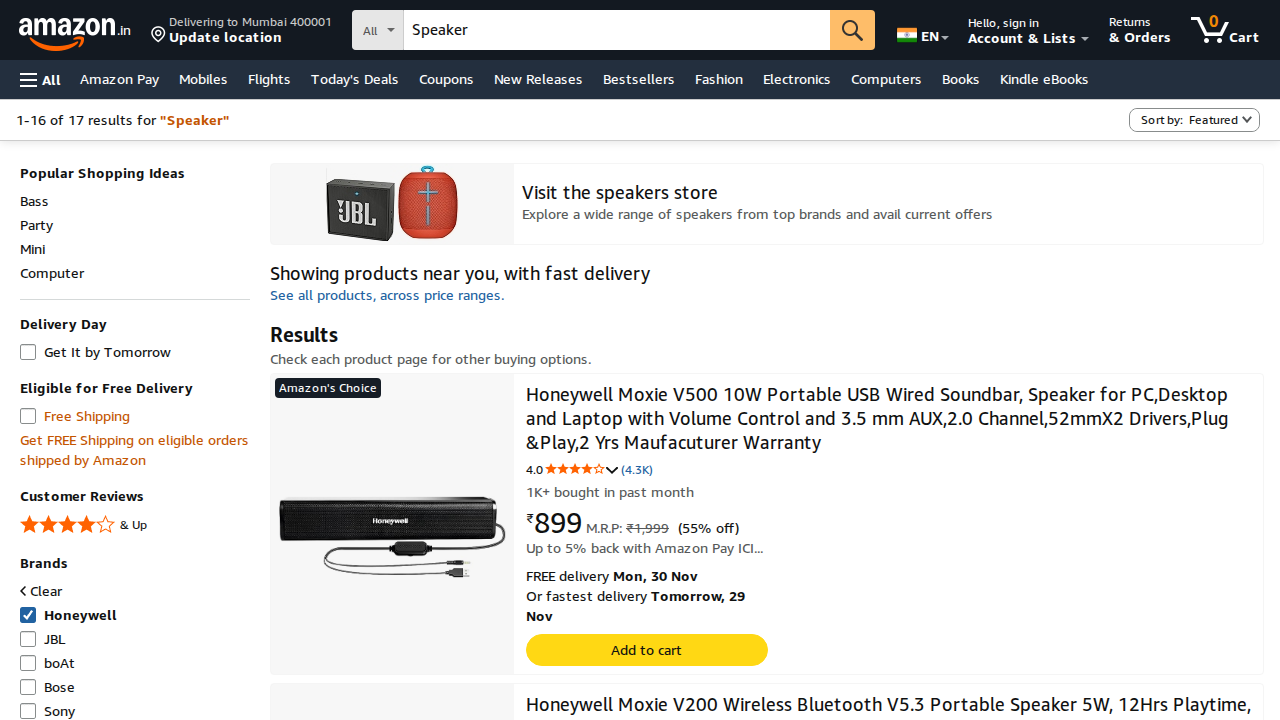 amazon.in
Delivering to Mumbai 400001
Update location
All
Speaker
EN
Hello, sign in
Account & Lists
Returns
& Orders
0
Cart
All
Amazon Pay
Mobiles
Flights
Today's Deals
Coupons
New Releases
Bestsellers
Fashion
Electronics
Computers
Books
Kindle eBooks
1-16 of 17 results for "Speaker"
Sort by: Featured
Popular Shopping Ideas
Bass
Party
Mini
Computer
Delivery Day
Get It by Tomorrow
Eligible for Free Delivery
Free Shipping
Get FREE Shipping on eligible orders
shipped by Amazon
Customer Reviews
& Up
Brands
Clear
Honeywell
JBL
boAt
Bose
Sony
JBL
Visit the speakers store
Explore a wide range of speakers from top brands and avail current offers
Showing products near you, with fast delivery
See all products, across price ranges.
Results
Check each product page for other buying options.
Amazon's Choice
Honeywell
Honeywell Moxie V500 10W Portable USB Wired Soundbar, Speaker for PC,Desktop
and Laptop with Volume Control and 3.5 mm AUX,2.0 Channel,52mmX2 Drivers,Plug
&Play,2 Yrs Maufacuturer Warranty
4.0 (4.3K)
1K+ bought in past month
₹899 M.R.P: ₹1,999 (55% off)
Up to 5% back with Amazon Pay ICI…
FREE delivery Mon, 30 Nov
Or fastest delivery Tomorrow, 29
Nov
Add to cart
Honeywell Moxie V200 Wireless Bluetooth V5.3 Portable Speaker 5W, 12Hrs Playtime,